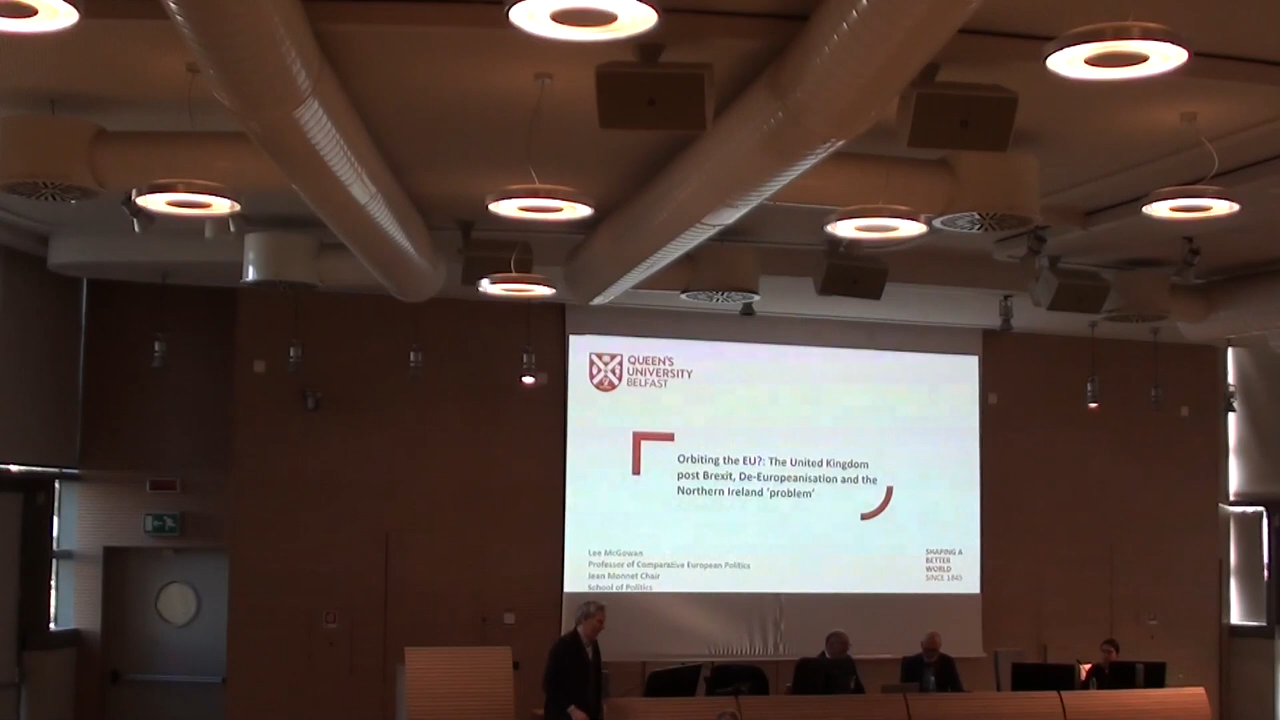 QUEEN'S
UNIVERSITY
BELFAST
Orbiting the EU?: The United Kingdom
post Brexit, De-Europeanisation and the
Northern Ireland 'problem'
Lee McGowan
Professor of Comparative European Politics
Jean Monnet Chair
School of Politics
SHAPING A
BETTER
WORLD
SINCE 1845